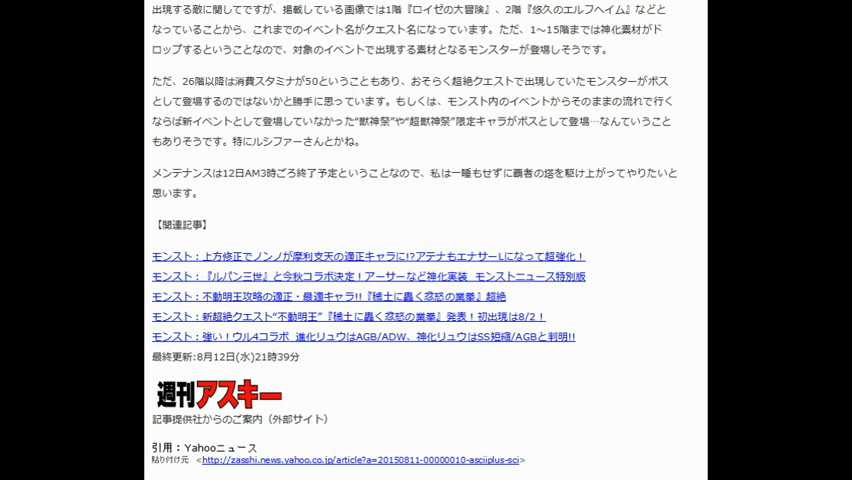 出現する敵に関してですが、掲載している画像では1階『ロイゼの大冒険』、2階『悠久のエルフヘイム』などと
なっていることから、これまでのイベント名がクエスト名になっています。ただ、1～15階までは神化素材がド
ロップするということなので、対象のイベントで出現する素材となるモンスターが登場しそうです。
ただ、26階以降は消費スタミナが50ということもあり、おそらく超絶クエストで出現していたモンスターがボス
として登場するのではないかと勝手に思っています。もしくは、モンスト内のイベントからそのままの流れで行く
ならば新イベントとして登場していなかった“獣神祭”や“超獣神祭”限定キャラがボスとして登場…なんていうこと
もありそうです。特にルシファーさんとかね。
メンテナンスは12日AM3時ごろ終了予定ということなので、私は一睡もせずに覇者の塔を駆け上がってやりたいと
思います。
【関連記事】
モンスト：上方修正でノンノが摩利支天の適正キャラに!?アテナもエナサーLになって超強化！
モンスト：『ルパン三世』と今秋コラボ決定！アーサーなど神化実装 モンストニュース特別版
モンスト：不動明王攻略の適正・最適キャラ!!『穢土に轟く忿怒の業拳』超絶
モンスト：新超絶クエスト“不動明王”『穢土に轟く忿怒の業拳』発表！初出現は8/2！
モンスト：強い！ウル4コラボ 進化リュウはAGB/ADW、神化リュウはSS短縮/AGBと判明!!
最終更新:8月12日(水)21時39分
週刊アスキー
記事提供社からのご案内（外部サイト）
引用：Yahooニュース
貼り付け元 <http://zasshi.news.yahoo.co.jp/article?a=20150811-00000010-asciiplus-sci>